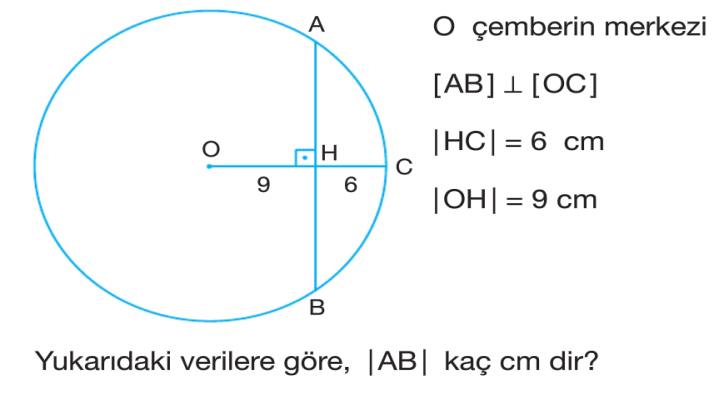 A
O çemberin merkezi
[AB] ⊥ [OC]
O
H
C
|HC| = 6 cm
9
6
|OH| = 9 cm
B
Yukarıdaki verilere göre, |AB| kaç cm dir?